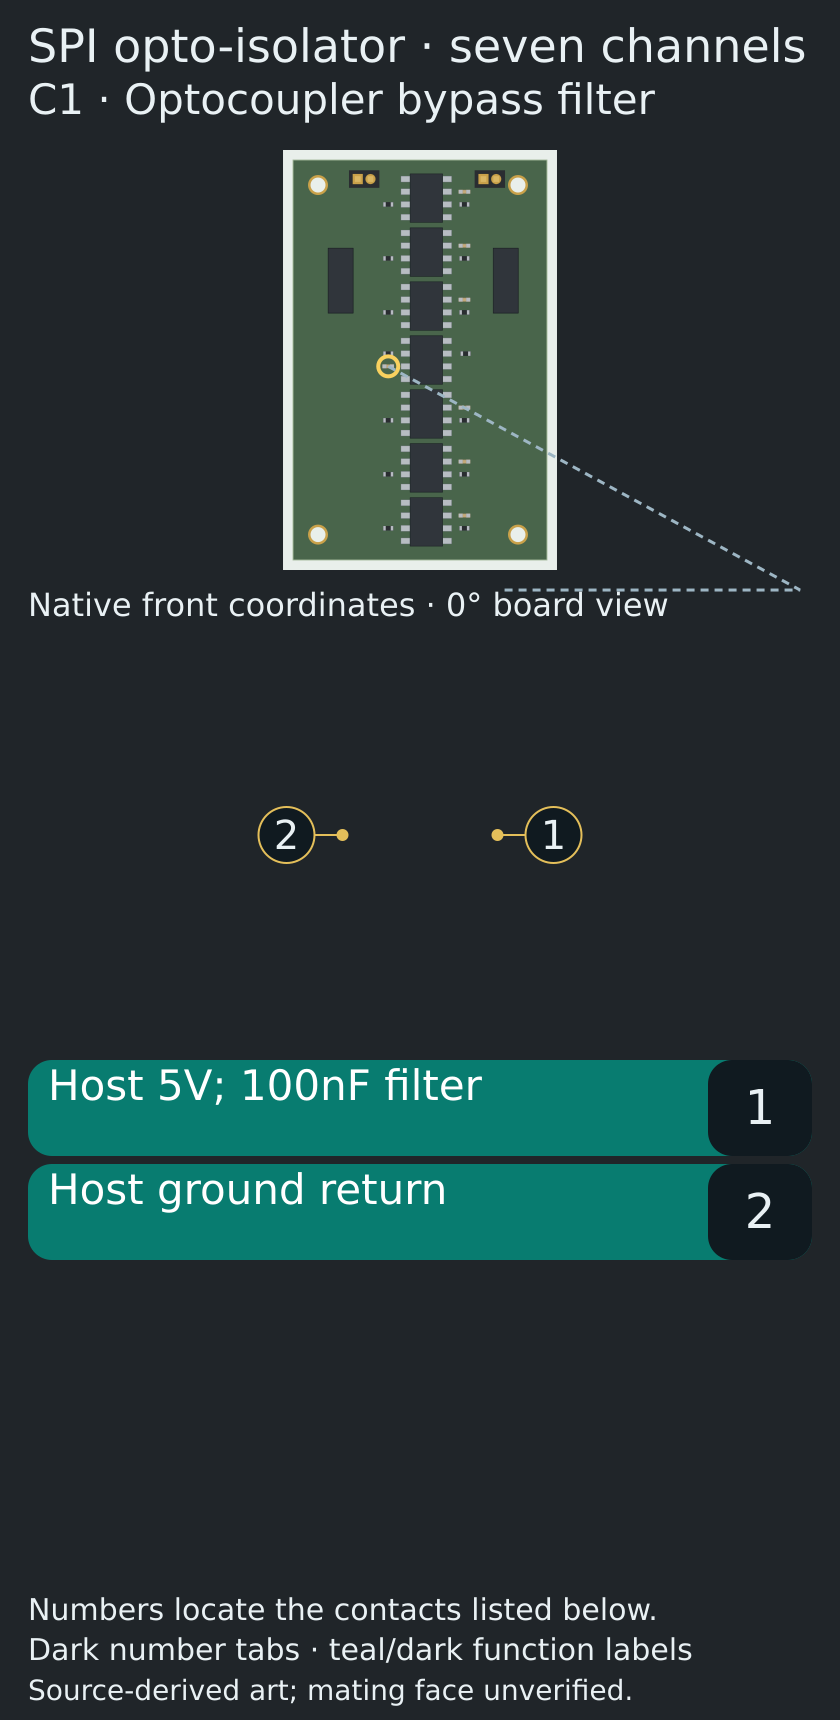 SPI opto-isolator · seven channels
C1 · Optocoupler bypass filter
Native front coordinates · 0° board view
2 1
Host 5V; 100nF filter 1
Host ground return 2
Numbers locate the contacts listed below.
Dark number tabs · teal/dark function labels
Source-derived art; mating face unverified.